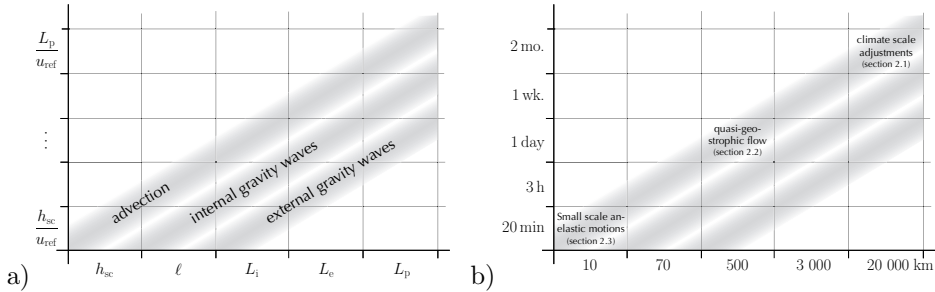 L_p
u_ref
⋮
h_sc
u_ref
advection
internal gravity waves
external gravity waves
h_sc ℓ L_i L_e L_p
a)
2 mo.
1 wk.
1 day
3 h
20 min
climate scale
adjustments
(section 2.1)
quasi-geo-
strophic flow
(section 2.2)
Small scale an-
elastic motions
(section 2.3)
10 70 500 3 000 20 000 km
b)